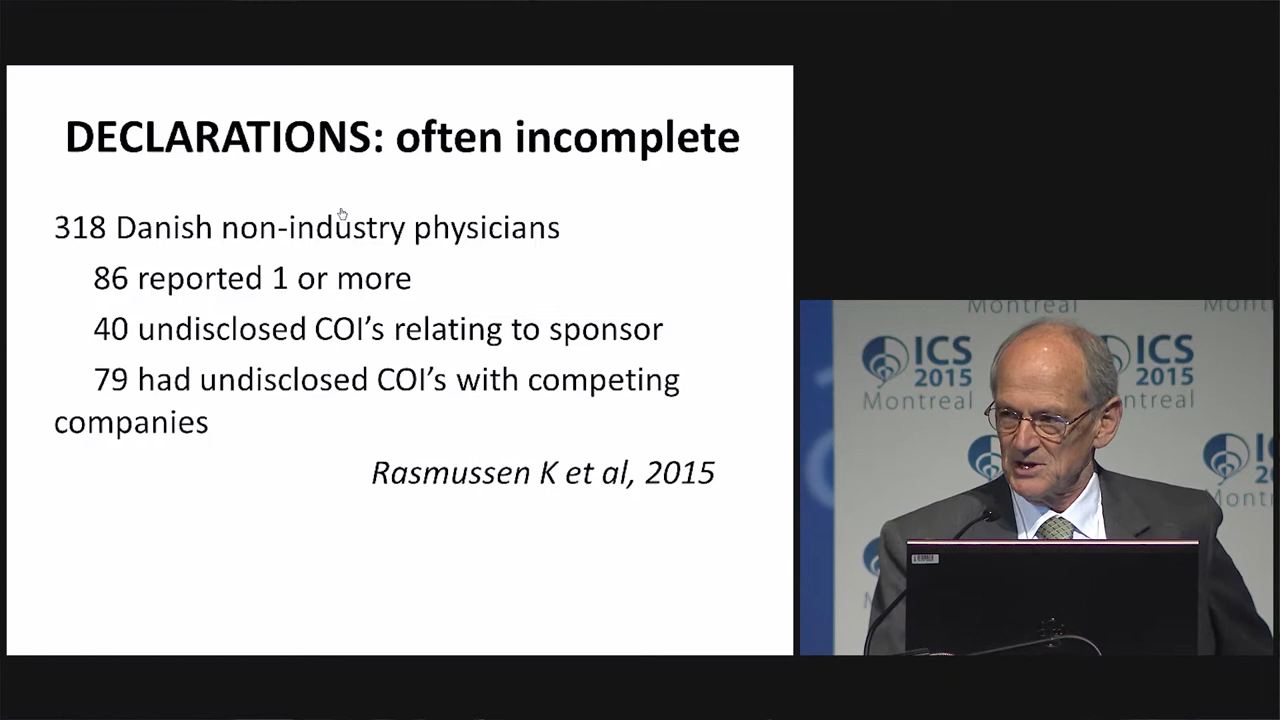 DECLARATIONS: often incomplete
318 Danish non-industry physicians
86 reported 1 or more
40 undisclosed COI’s relating to sponsor
79 had undisclosed COI’s with competing
companies
Rasmussen K et al, 2015
Montreal
ICS
2015
Montreal
ICS
2015
Montreal